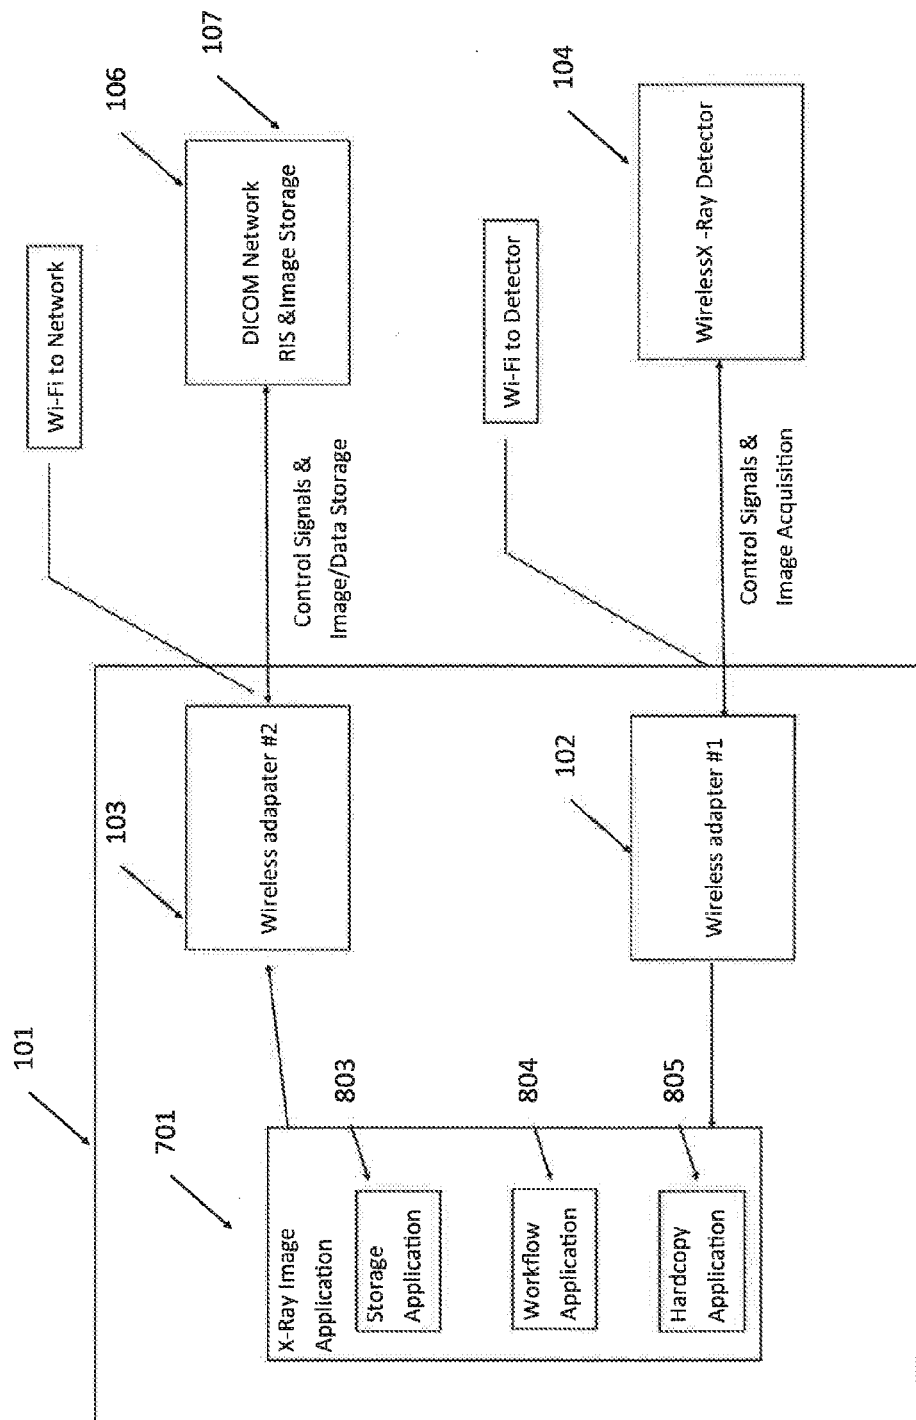 101
701
X-Ray Image
Application
Storage
Application
803
Workflow
Application
804
Hardcopy
Application
805
103
Wireless adapater #2
102
Wireless adapter #1
Wi-Fi to Network
Control Signals &
Image/Data Storage
106
107
DICOM Network
RIS &Image Storage
Wi-Fi to Detector
Control Signals &
Image Acquisition
104
WirelessX -Ray Detector